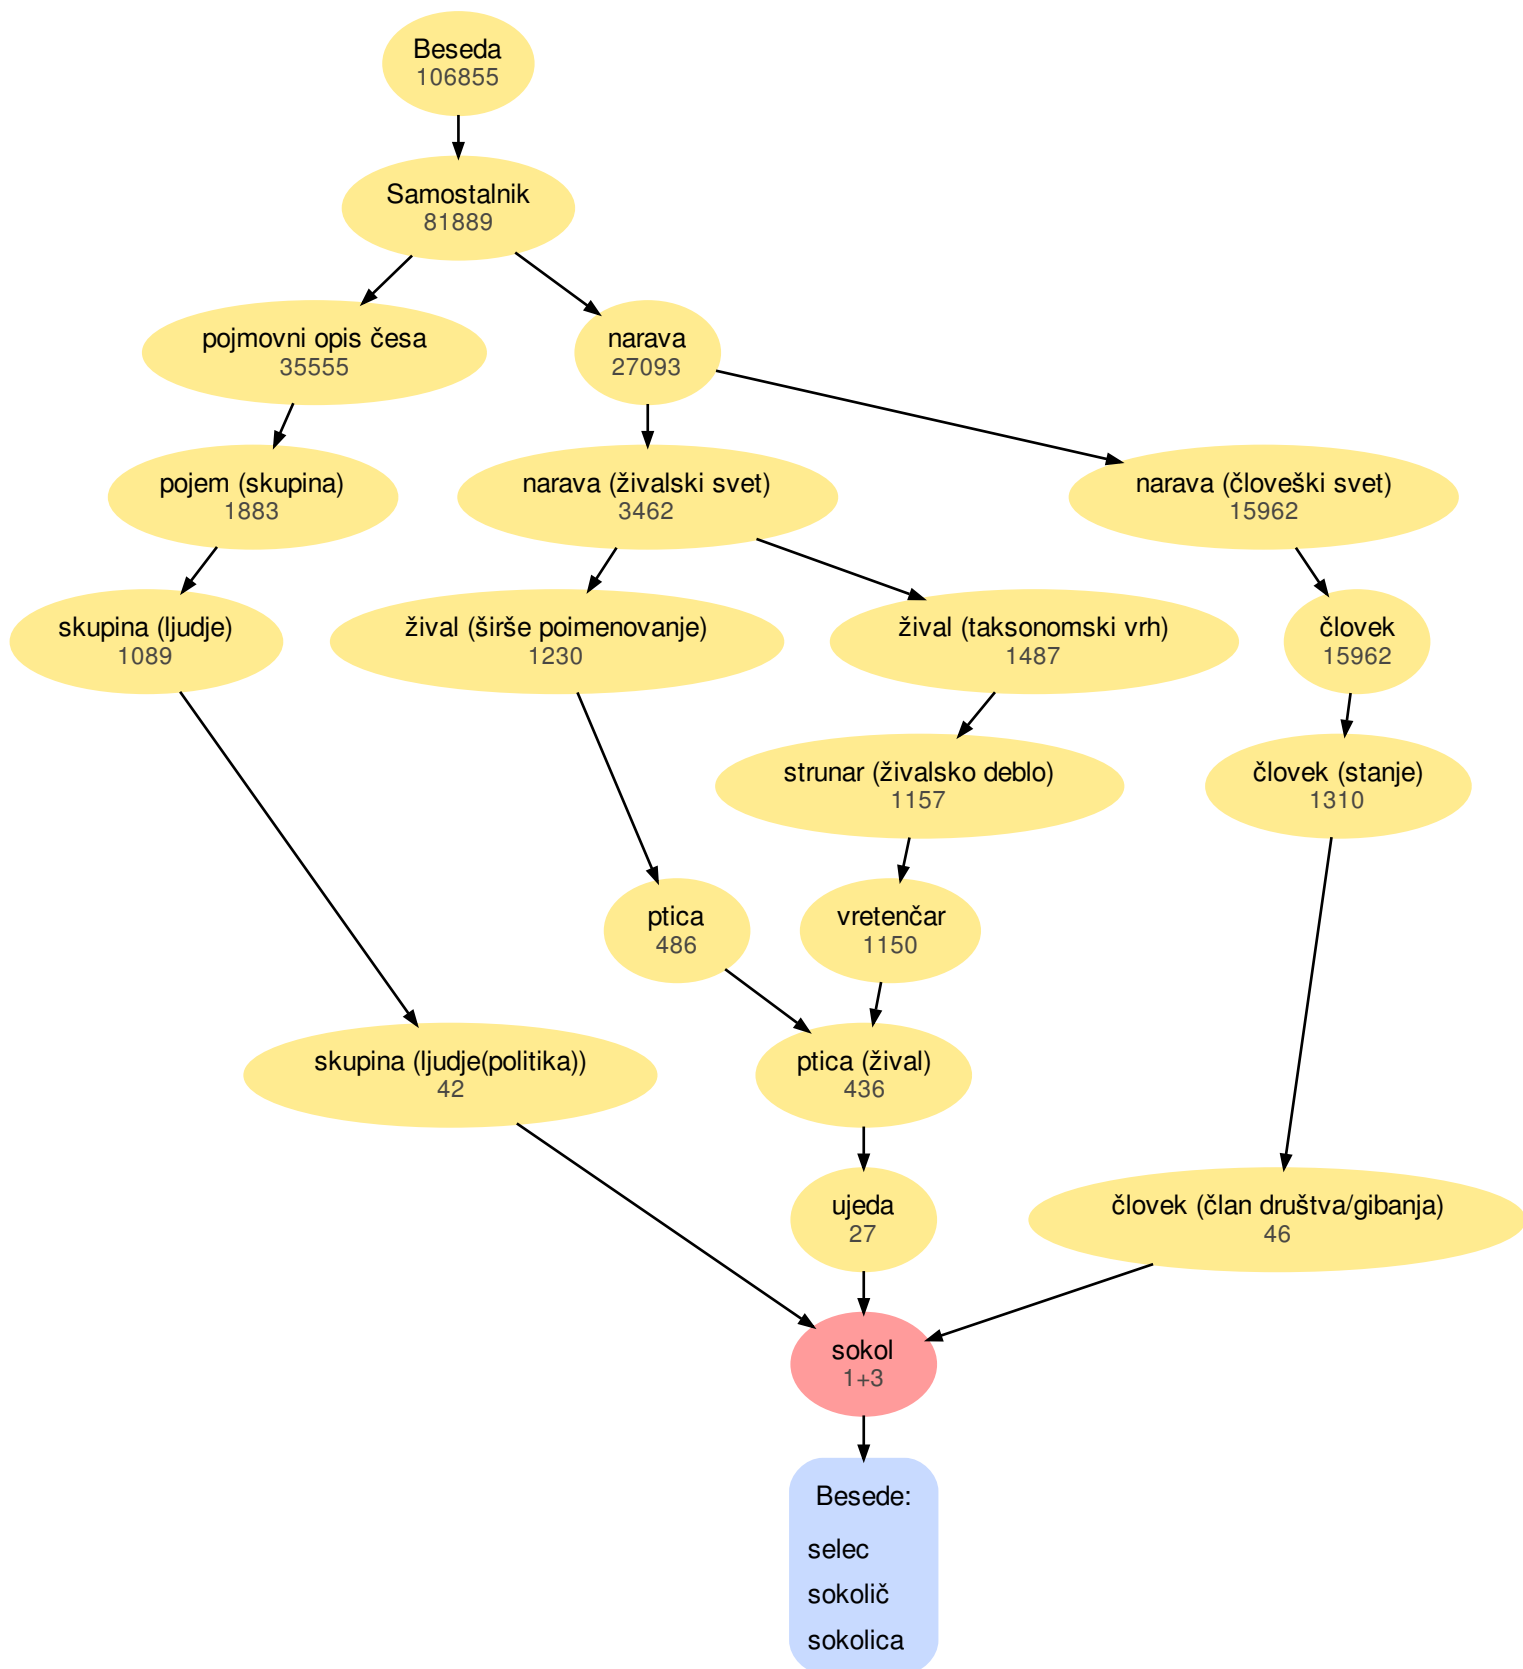 Beseda
106855
Samostalnik
81889
pojmovni opis česa
35555
narava
27093
pojem (skupina)
1883
narava (živalski svet)
3462
narava (človeški svet)
15962
skupina (ljudje)
1089
žival (širše poimenovanje)
1230
žival (taksonomski vrh)
1487
človek
15962
strunar (živalsko deblo)
1157
človek (stanje)
1310
ptica
486
vretenčar
1150
skupina (ljudje(politika))
42
ptica (žival)
436
ujeda
27
človek (član društva/gibanja)
46
sokol
1+3
Besede:
selec
sokolič
sokolica